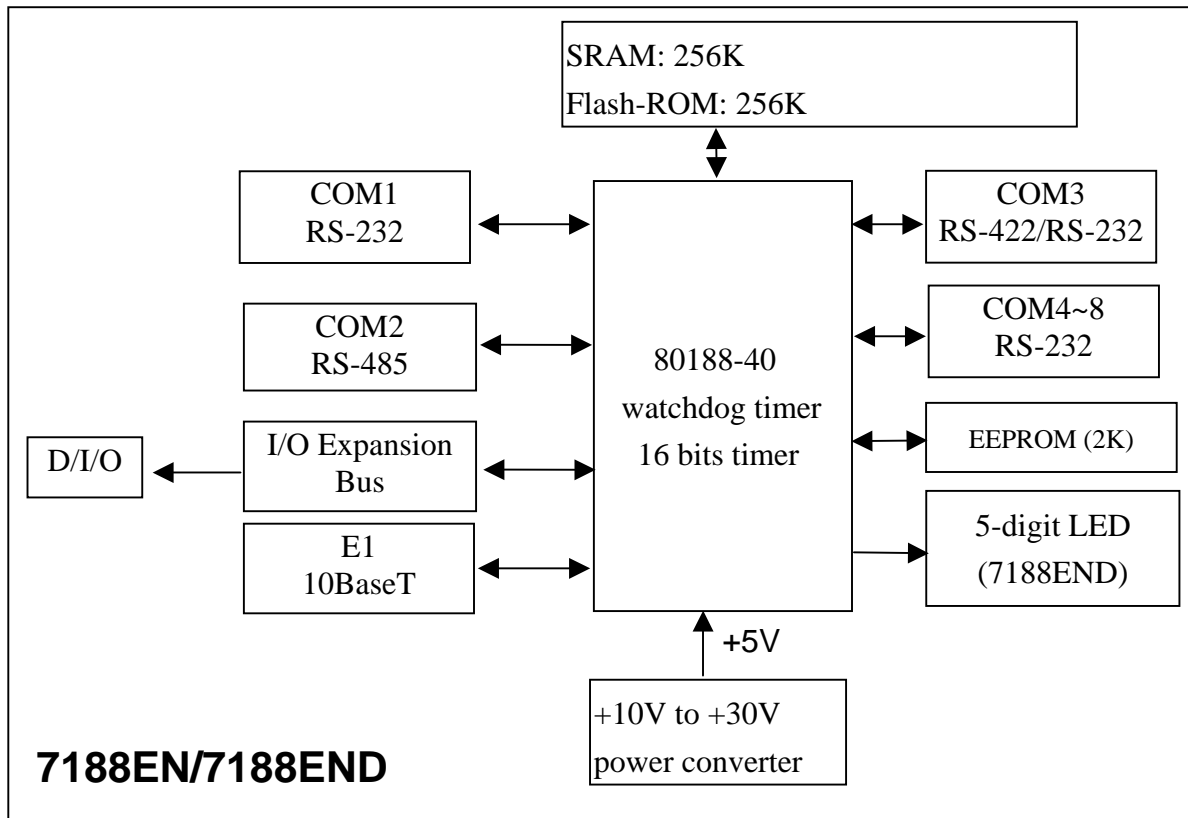 SRAM: 256K
Flash-ROM: 256K
COM1
RS-232
COM3
RS-422/RS-232
COM2
RS-485
COM4~8
RS-232
80188-40
watchdog timer
16 bits timer
D/I/O
I/O Expansion
Bus
EEPROM (2K)
E1
10BaseT
5-digit LED
(7188END)
+5V
+10V to +30V
power converter
7188EN/7188END